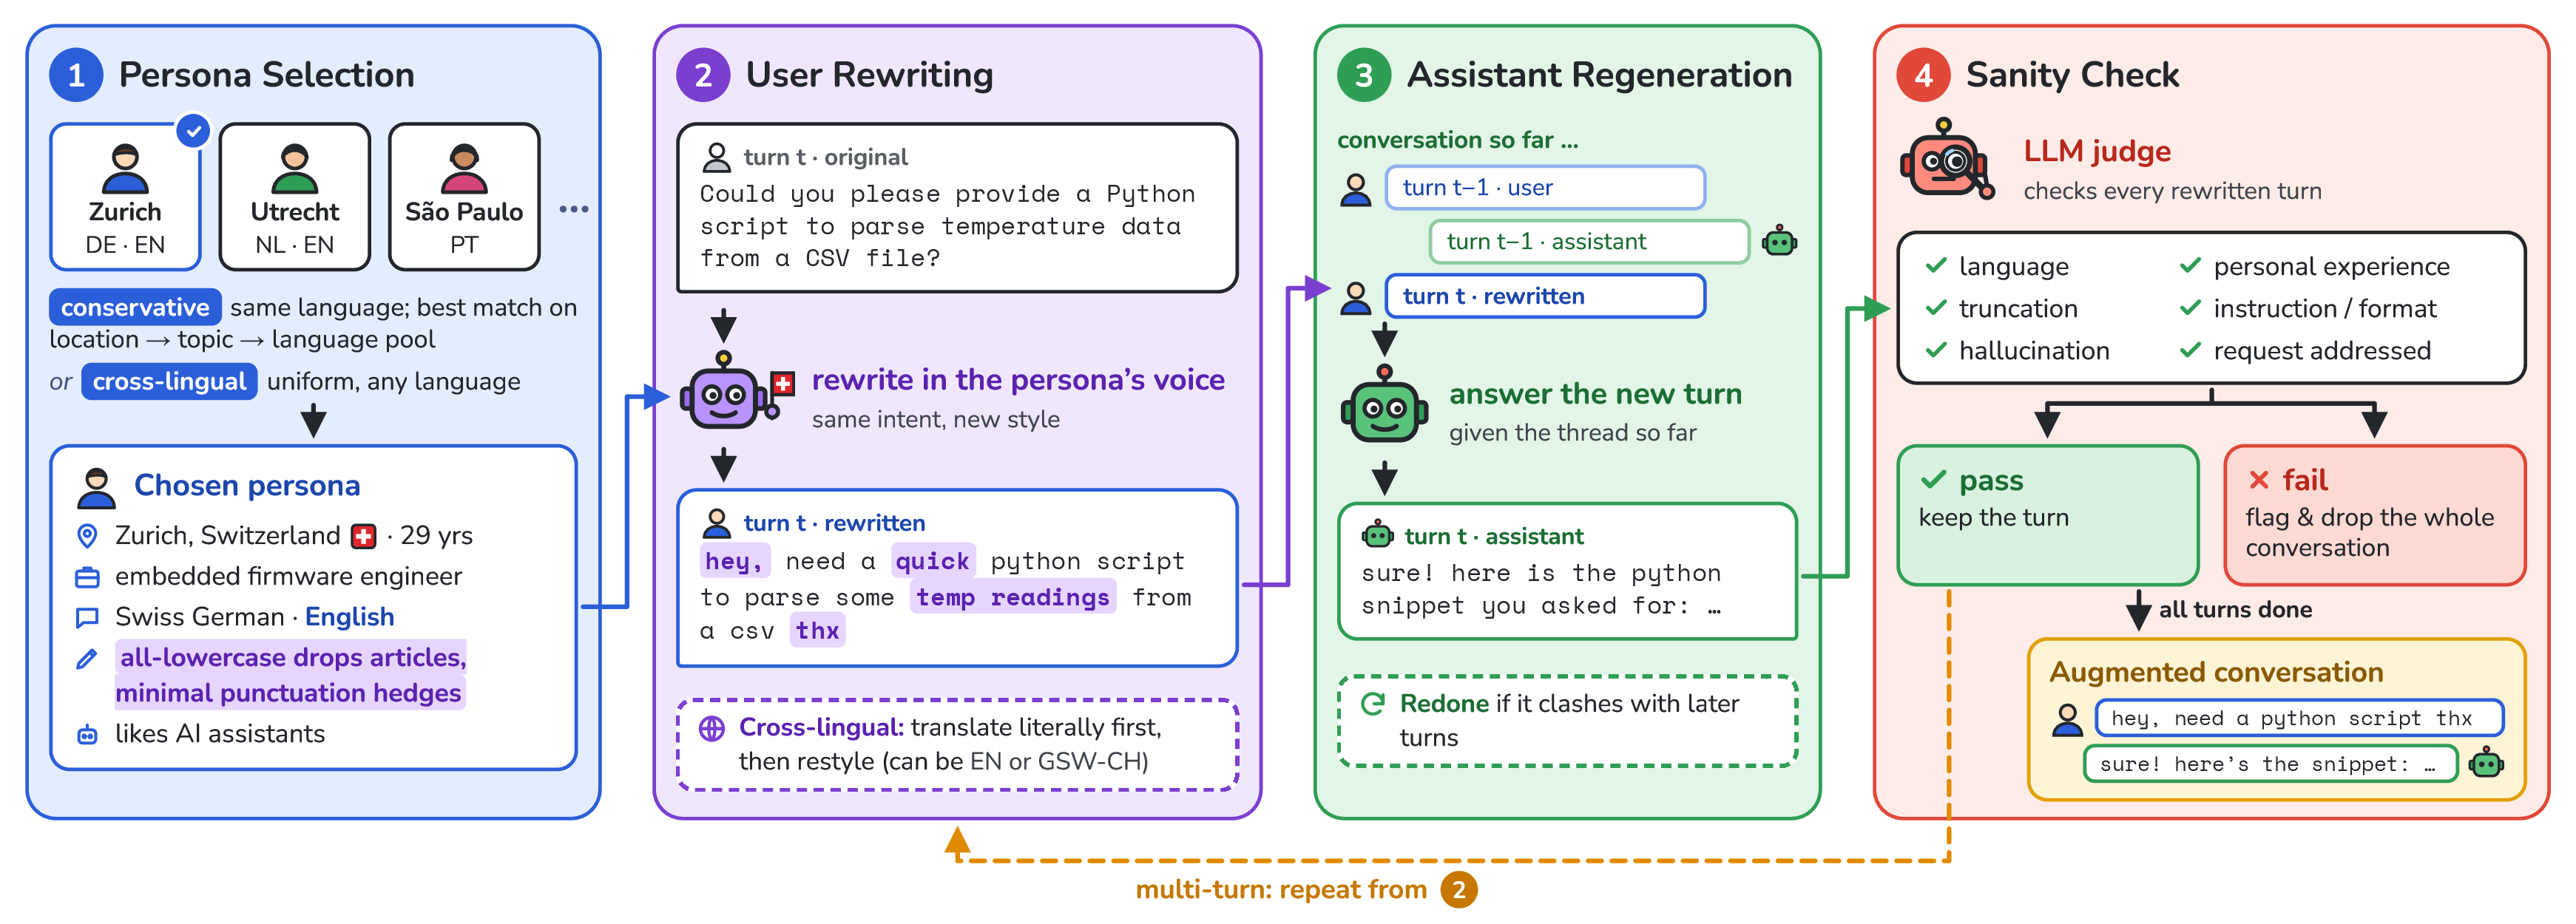 1 Persona Selection
Zurich
DE · EN
Utrecht
NL · EN
São Paulo
PT
...
conservative same language; best match on
location → topic → language pool
or cross-lingual uniform, any language
Chosen persona
Zurich, Switzerland · 29 yrs
embedded firmware engineer
Swiss German · English
all-lowercase drops articles,
minimal punctuation hedges
likes AI assistants
2 User Rewriting
turn t · original
Could you please provide a Python
script to parse temperature data
from a CSV file?
rewrite in the persona’s voice
same intent, new style
turn t · rewritten
hey, need a quick python script
to parse some temp readings from
a csv thx
Cross-lingual: translate literally first,
then restyle (can be EN or GSW-CH)
3 Assistant Regeneration
conversation so far ...
turn t−1 · user
turn t−1 · assistant
turn t · rewritten
answer the new turn
given the thread so far
turn t · assistant
sure! here is the python
snippet you asked for: …
Redone if it clashes with later
turns
4 Sanity Check
LLM judge
checks every rewritten turn
language
personal experience
truncation
instruction / format
hallucination
request addressed
pass
keep the turn
fail
flag & drop the whole
conversation
all turns done
Augmented conversation
hey, need a python script thx
sure! here’s the snippet: …
multi-turn: repeat from 2